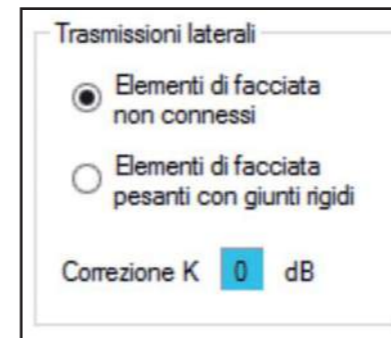 Trasmissioni laterali
Elementi di facciata
non connessi
Elementi di facciata
pesanti con giunti rigidi
Correzione K 0 dB